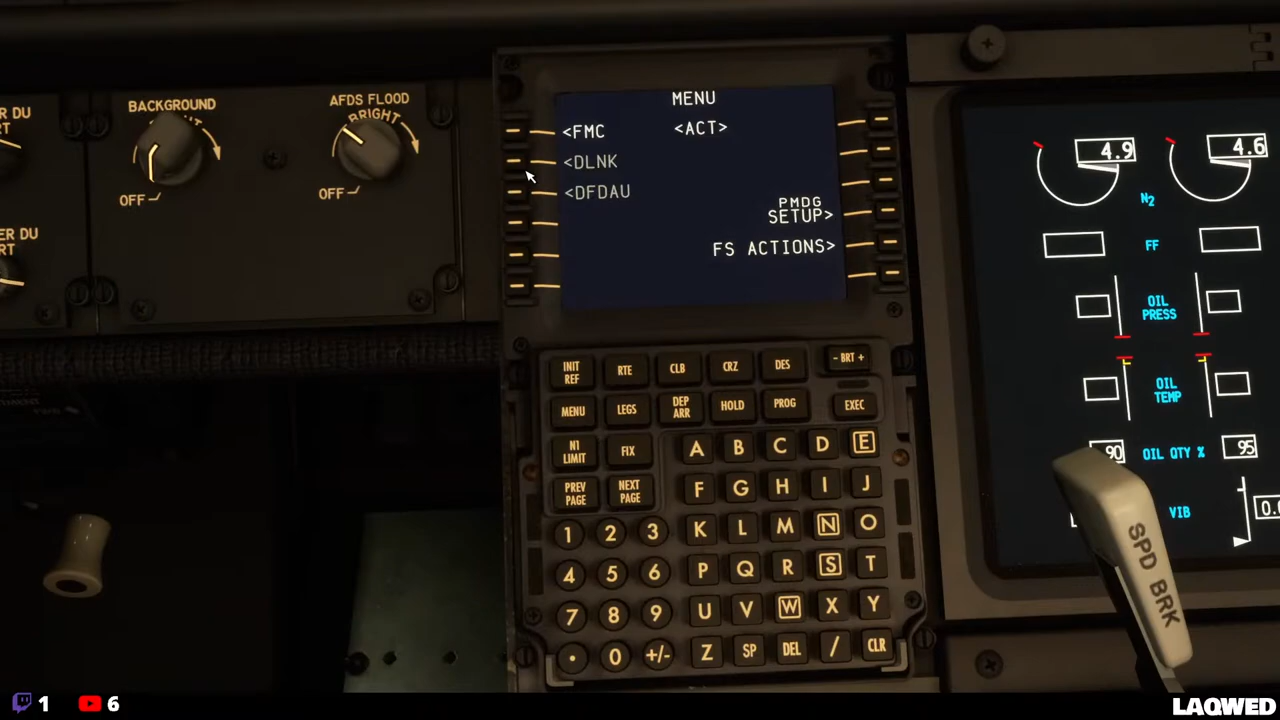 BACKGROUND
OFF
AFDS FLOOD
BRIGHT
OFF
MENU
<FMC <ACT>
<DLNK
<DFDAU
PMDG
SETUP>
FS ACTIONS>
INIT REF
RTE
CLB
CRZ
DES
- BRT +
MENU
LEGS
DEP ARR
HOLD
PROG
EXEC
N1 LIMIT
FIX
A B C D E
PREV PAGE
NEXT PAGE
F G H I J
1 2 3 K L M N O
4 5 6 P Q R S T
7 8 9 U V W X Y
. 0 +/- Z SP DEL / CLR
4.9 4.6
N2
FF
OIL PRESS
OIL TEMP
90 OIL QTY % 95
VIB
SPD BRK
1 6
LAQWED